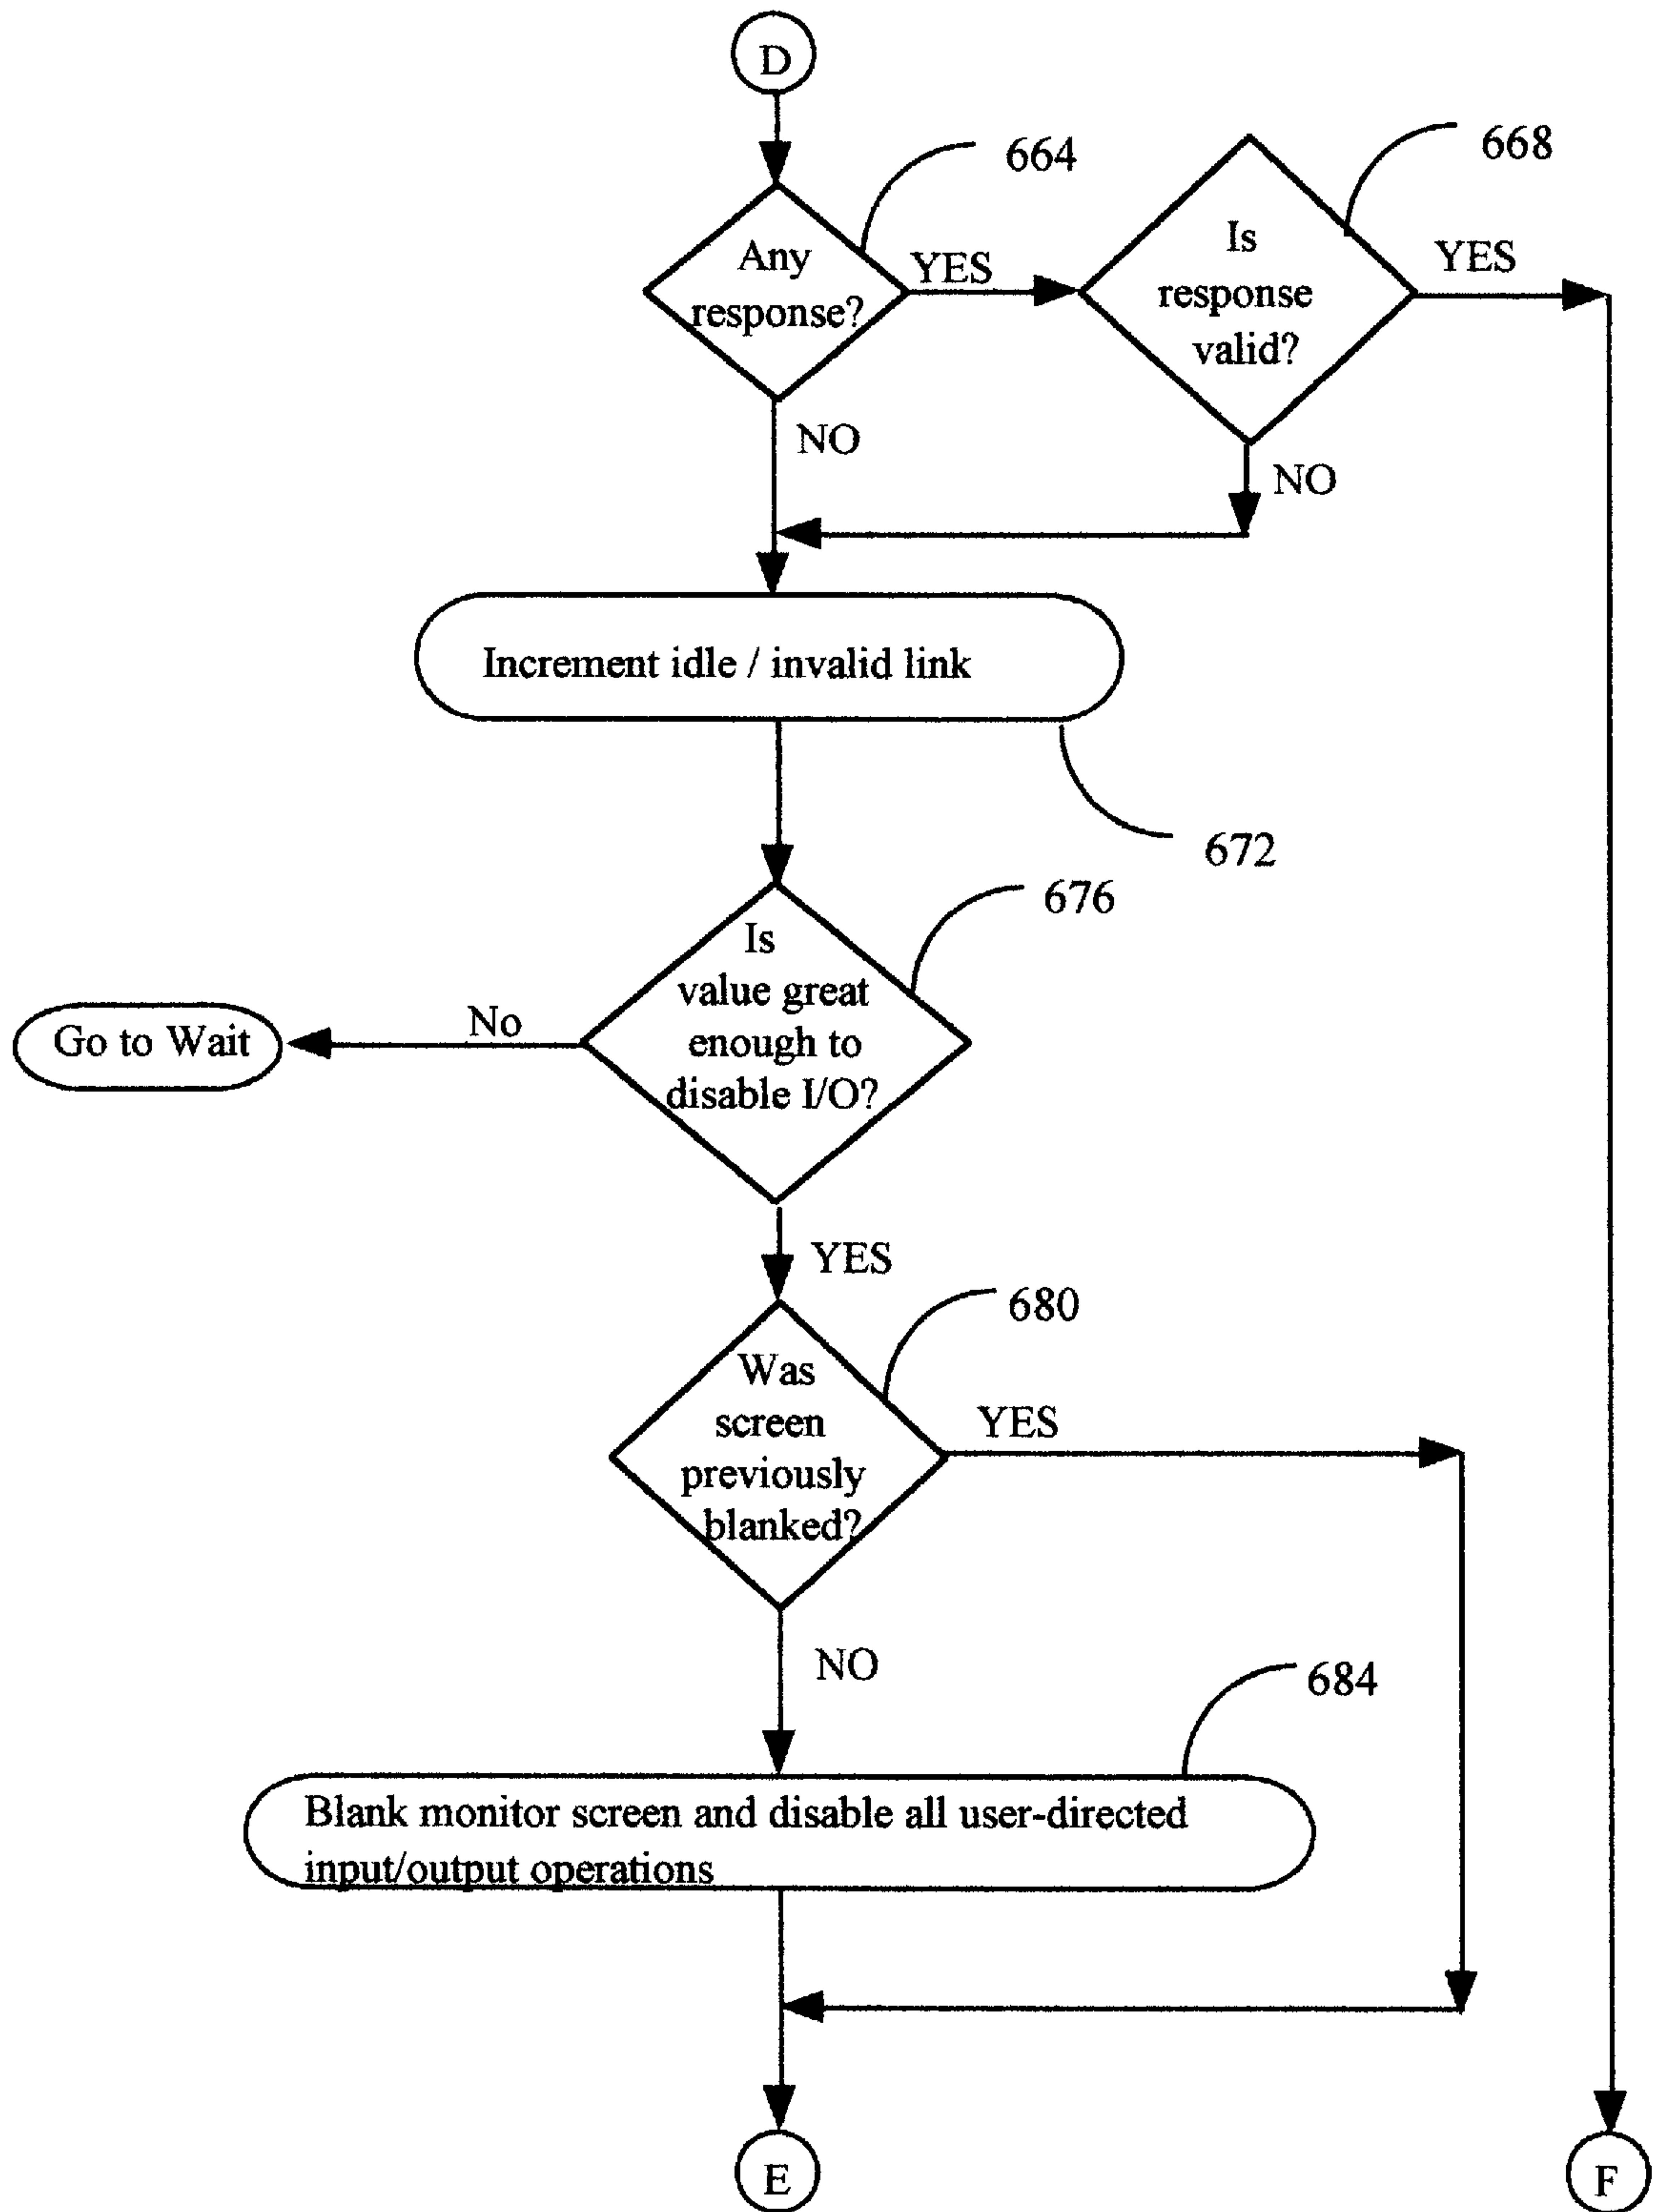 D
664
668
Any
response?
YES
Is
response
valid?
YES
NO
NO
Increment idle / invalid link
672
676
Is
value great
enough to
disable I/O?
No
Go to Wait
YES
680
Was
screen
previously
blanked?
YES
NO
684
Blank monitor screen and disable all user-directed
input/output operations
E
F